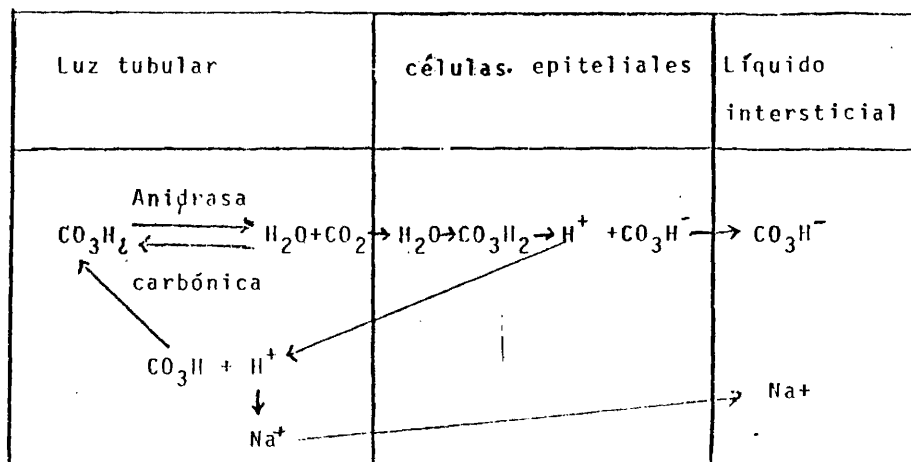 Luz tubular
células. epiteliales
Líquido
intersticial
Anidrasa
CO₃H₂ H₂O+CO₂ → H₂O → CO₃H₂ → H⁺ + CO₃H⁻ → CO₃H⁻
carbónica
CO₃H + H⁺
Na+
Na⁺